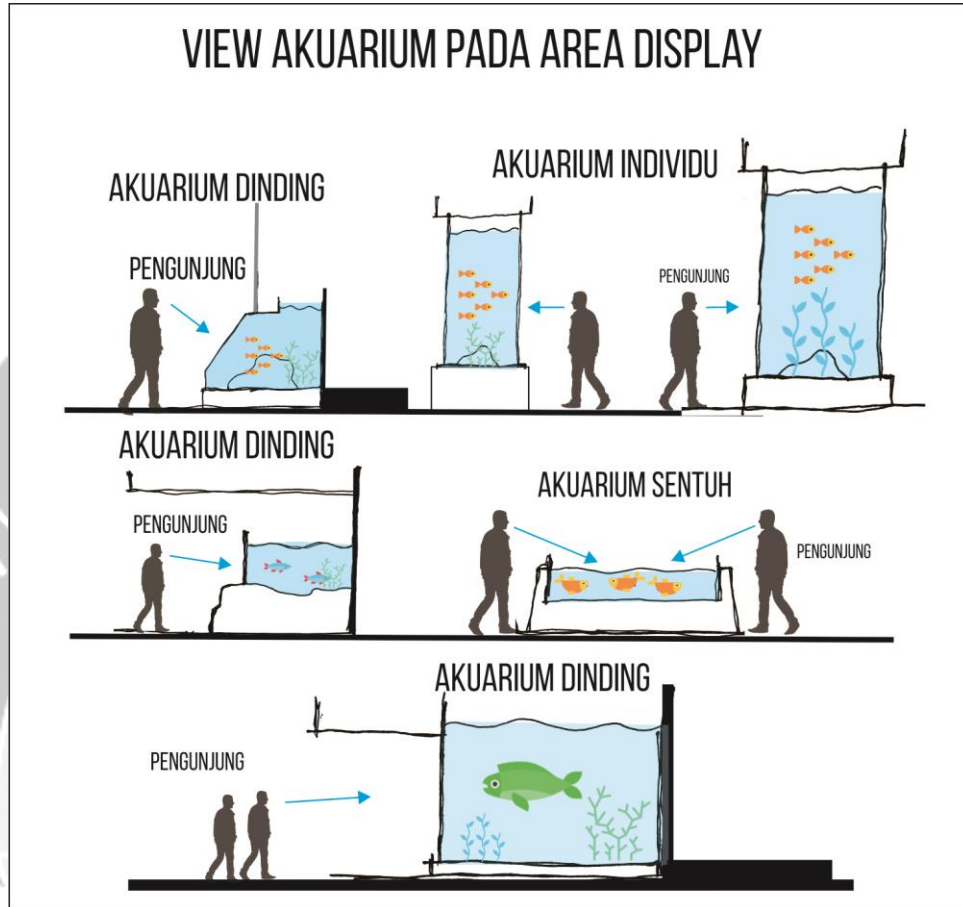 VIEW AKUARIUM PADA AREA DISPLAY
AKUARIUM DINDING
AKUARIUM INDIVIDU
PENGUNJUNG
PENGUNJUNG
AKUARIUM DINDING
PENGUNJUNG
AKUARIUM SENTUH
PENGUNJUNG
AKUARIUM DINDING
PENGUNJUNG